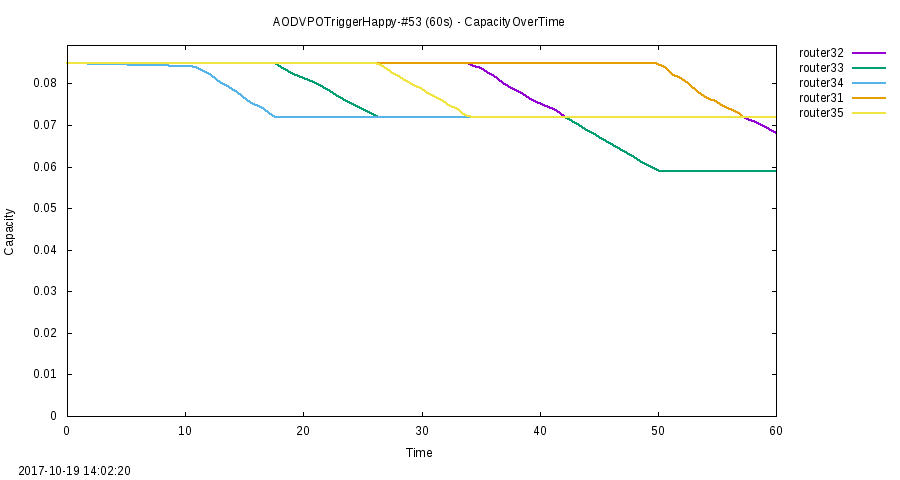 AODVPOTriggerHappy-#53 (60s) - CapacityOverTime
router32
router33
router34
router31
router35
0.08
0.07
0.06
0.05
0.04
0.03
0.02
0.01
0
Capacity
0 10 20 30 40 50 60
Time
2017-10-19 14:02:20